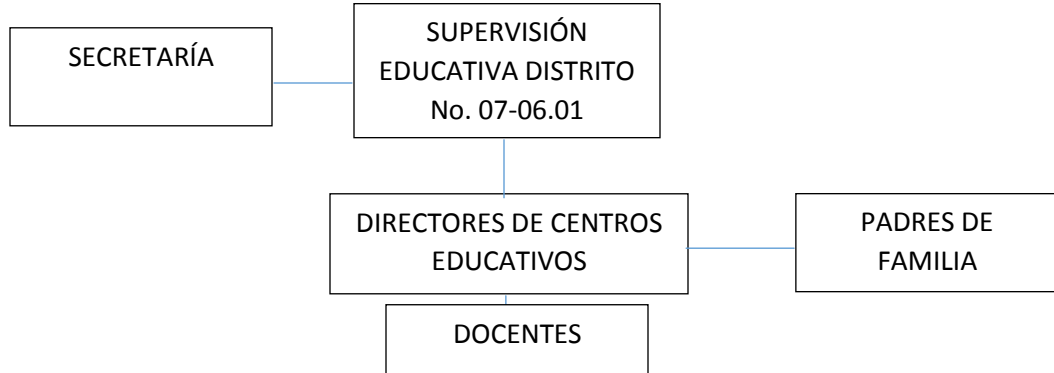 SECRETARÍA
SUPERVISIÓN
EDUCATIVA DISTRITO
No. 07-06.01
DIRECTORES DE CENTROS
EDUCATIVOS
PADRES DE
FAMILIA
DOCENTES